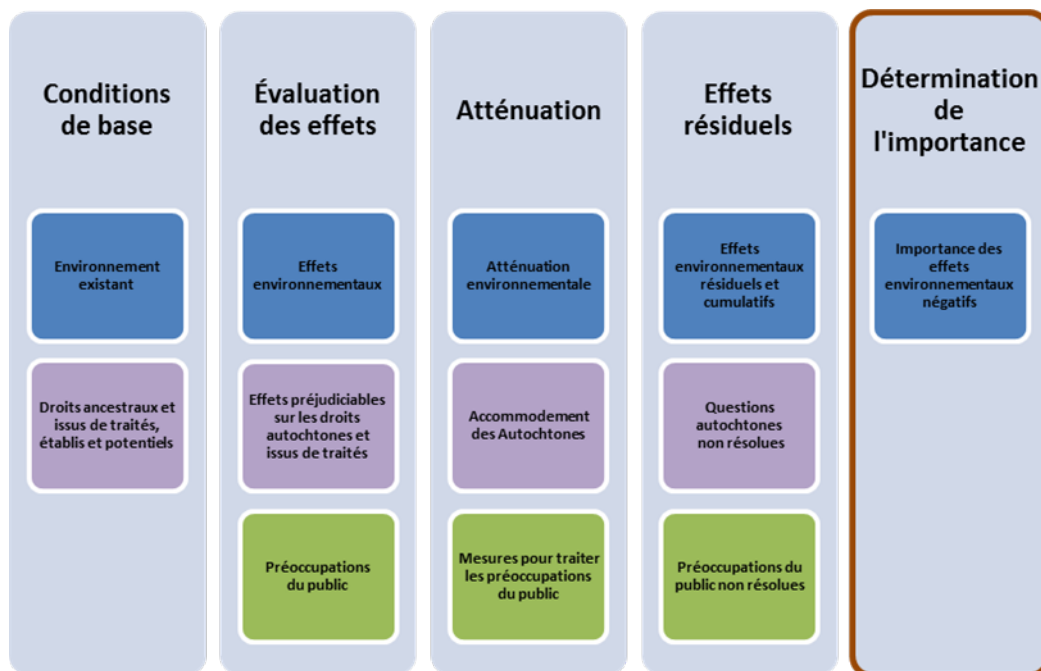 Conditions
de base
Environnement
existant
Droits ancestraux et
issus de traités,
établis et potentiels
Évaluation
des effets
Effets
environnementaux
Effets préjudiciables
sur les droits
autochtones et
issus de traités
Préoccupations
du public
Atténuation
Atténuation
environnementale
Accommodement
des Autochtones
Mesures pour traiter
les préoccupations
du public
Effets
résiduels
Effets
environnementaux
résiduels et
cumulatifs
Questions
autochtones
non résolues
Préoccupations du
public non résolues
Détermination
de
l'importance
Importance des
effets
environnementaux
négatifs